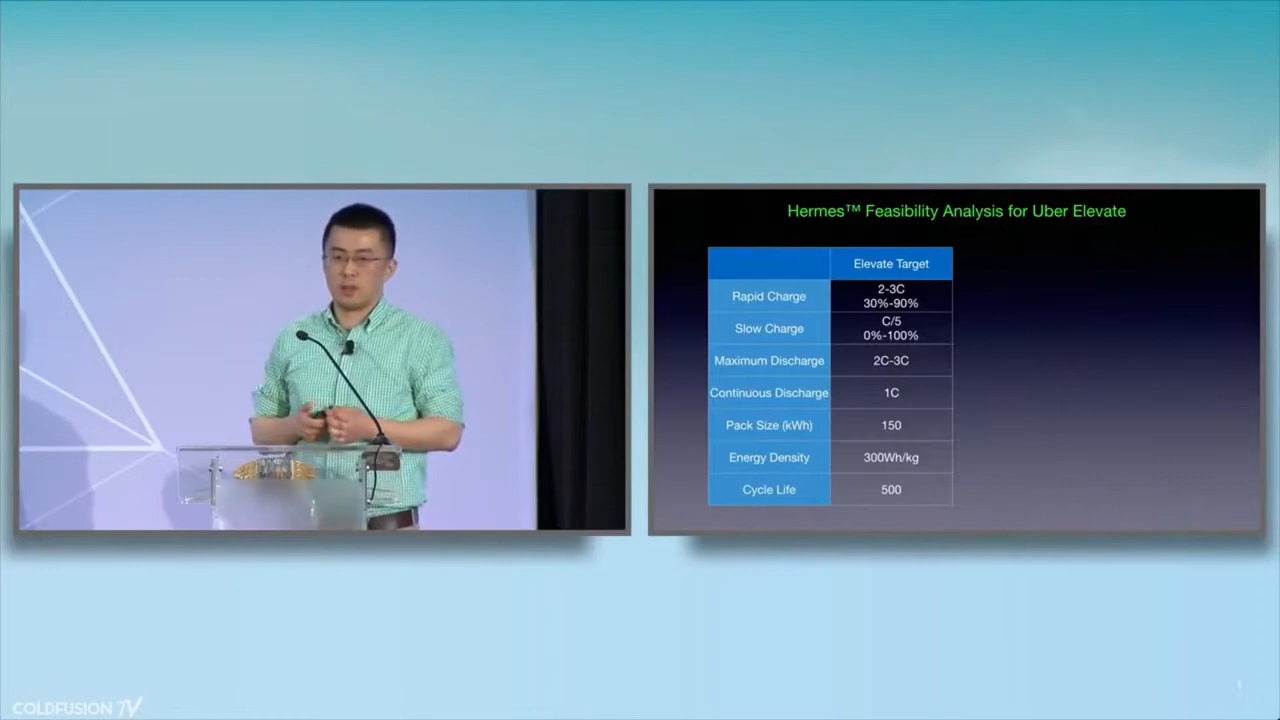 Hermes™ Feasibility Analysis for Uber Elevate
Elevate Target
Rapid Charge
2-3C
30%-90%
Slow Charge
C/5
0%-100%
Maximum Discharge
2C-3C
Continuous Discharge
1C
Pack Size (kWh)
150
Energy Density
300Wh/kg
Cycle Life
500
COLDFUSION TV